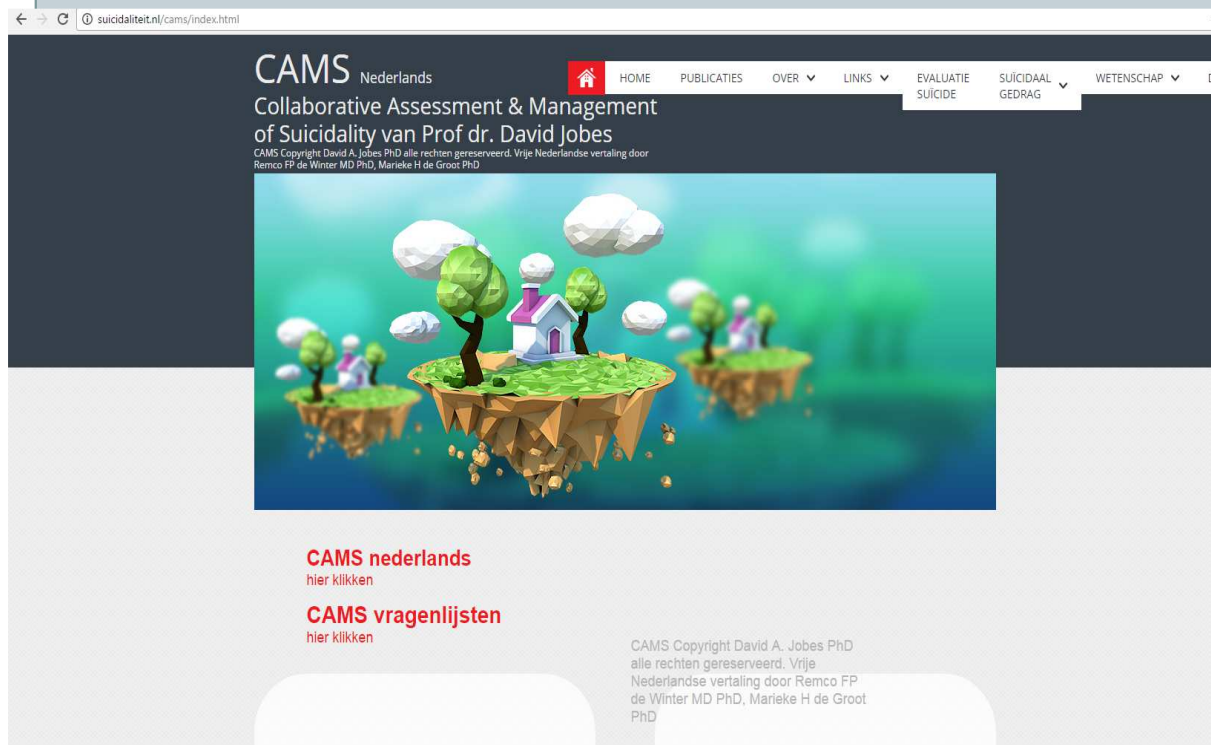 suicidaliteit.nl/cams/index.html
CAMS Nederlands
Collaborative Assessment & Management
of Suicidality van Prof dr. David Jobes
CAMS Copyright David A. Jobes PhD alle rechten gereserveerd. Vrije Nederlandse vertaling door
Remco FP de Winter MD PhD, Marieke H de Groot PhD
HOME
PUBLICATIES
OVER
LINKS
EVALUATIE
SUÏCIDE
SUÏCIDAAL
GEDRAG
WETENSCHAP
CAMS nederlands
hier klikken
CAMS vragenlijsten
hier klikken
CAMS Copyright David A. Jobes PhD
alle rechten gereserveerd. Vrije
Nederlandse vertaling door Remco FP
de Winter MD PhD, Marieke H de Groot
PhD